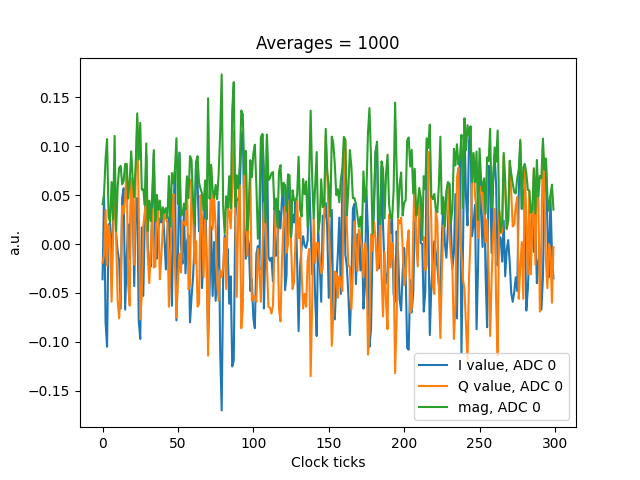 Averages = 1000
a.u.
0.15
0.10
0.05
0.00
−0.05
−0.10
−0.15
0 50 100 150 200 250 300
Clock ticks
I value, ADC 0
Q value, ADC 0
mag, ADC 0